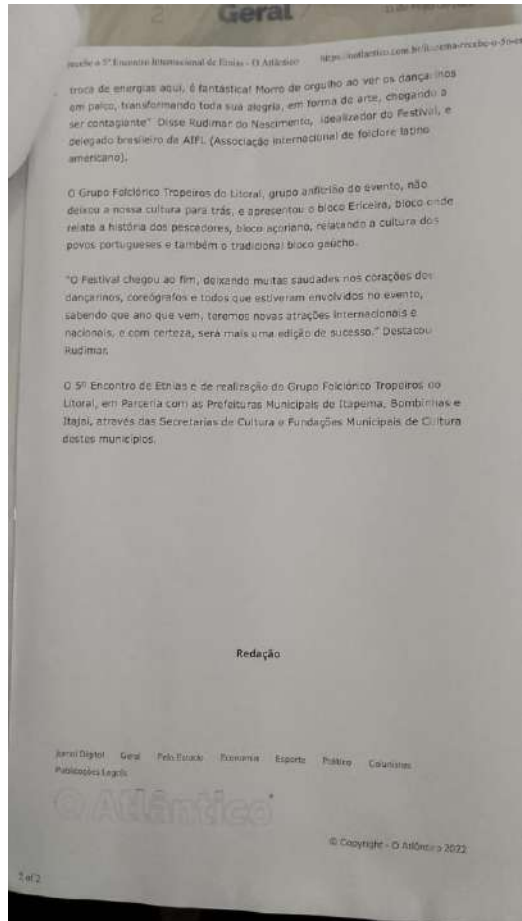 Geral
recebe o 5º Encontro Internacional de Etnias - O Atlântico
troca de energias aqui, é fantástica! Morro de orgulho ao ver os dançarinos
em palco, transformando toda sua alegria, em forma de arte, chegando a
ser contagiante" Disse Rudimar do Nascimento, idealizador do Festival, e
delegado brasileiro da AIFL (Associação internacional de folclore latino
americano).
O Grupo Folclórico Tropeiros do Litoral, grupo anfitrião do evento, não
deixou a nossa cultura para trás, e apresentou o bloco Ericeira, bloco onde
relata a história dos pescadores, bloco açoriano, relatando a cultura dos
povos portugueses e também o tradicional bloco gaúcho.
"O Festival chegou ao fim, deixando muitas saudades nos corações dos
dançarinos, coreógrafos e todos que estiveram envolvidos no evento,
sabendo que ano que vem, teremos novas atrações internacionais e
nacionais, e com certeza, será mais uma edição de sucesso." Destacou
Rudimar.
O 5º Encontro de Etnias é de realização do Grupo Folclórico Tropeiros do
Litoral, em Parceria com as Prefeituras Municipais de Itapema, Bombinhas e
Itajaí, através das Secretarias de Cultura e Fundações Municipais de Cultura
destes municípios.
Redação
Jornal Digital Geral Pelo Estado Economia Esporte Política Colunistas
Publicações Legais
O Atlântico
© Copyright - O Atlântico 2022
2 of 2